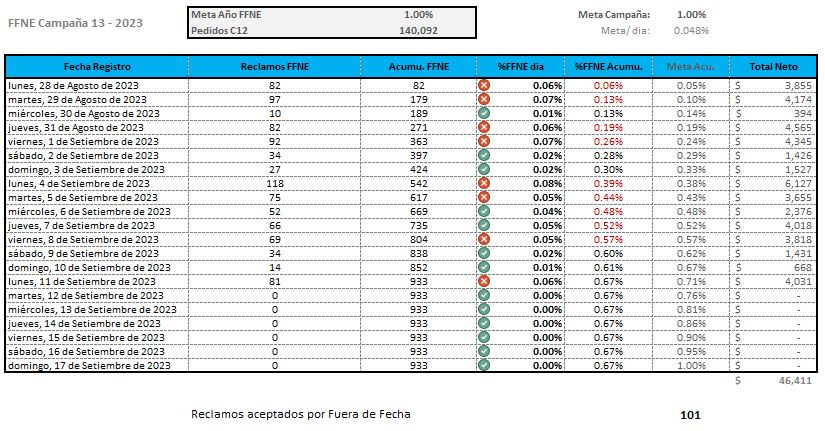 FFNE Campaña 13 - 2023
Meta Año FFNE 1.00%
Pedidos C12 140,092
Meta Campaña: 1.00%
Meta/ dia: 0.048%
Fecha Registro Reclamos FFNE Acumu. FFNE %FFNE dia %FFNE Acumu. Meta Acu. Total Neto
lunes, 28 de Agosto de 2023 82 82 0.06% 0.06% 0.05% $ 3,855
martes, 29 de Agosto de 2023 97 179 0.07% 0.13% 0.10% $ 4,174
miércoles, 30 de Agosto de 2023 10 189 0.01% 0.13% 0.14% $ 394
jueves, 31 de Agosto de 2023 82 271 0.06% 0.19% 0.19% $ 4,565
viernes, 1 de Setiembre de 2023 92 363 0.07% 0.26% 0.24% $ 4,345
sábado, 2 de Setiembre de 2023 34 397 0.02% 0.28% 0.29% $ 1,426
domingo, 3 de Setiembre de 2023 27 424 0.02% 0.30% 0.33% $ 1,527
lunes, 4 de Setiembre de 2023 118 542 0.08% 0.39% 0.38% $ 6,127
martes, 5 de Setiembre de 2023 75 617 0.05% 0.44% 0.43% $ 3,655
miércoles, 6 de Setiembre de 2023 52 669 0.04% 0.48% 0.48% $ 2,376
jueves, 7 de Setiembre de 2023 66 735 0.05% 0.52% 0.52% $ 4,018
viernes, 8 de Setiembre de 2023 69 804 0.05% 0.57% 0.57% $ 3,818
sábado, 9 de Setiembre de 2023 34 838 0.02% 0.60% 0.62% $ 1,431
domingo, 10 de Setiembre de 2023 14 852 0.01% 0.61% 0.67% $ 668
lunes, 11 de Setiembre de 2023 81 933 0.06% 0.67% 0.71% $ 4,031
martes, 12 de Setiembre de 2023 0 933 0.00% 0.67% 0.76% $ -
miércoles, 13 de Setiembre de 2023 0 933 0.00% 0.67% 0.81% $ -
jueves, 14 de Setiembre de 2023 0 933 0.00% 0.67% 0.86% $ -
viernes, 15 de Setiembre de 2023 0 933 0.00% 0.67% 0.90% $ -
sábado, 16 de Setiembre de 2023 0 933 0.00% 0.67% 0.95% $ -
domingo, 17 de Setiembre de 2023 0 933 0.00% 0.67% 1.00% $ -
$ 46,411
Reclamos aceptados por Fuera de Fecha 101